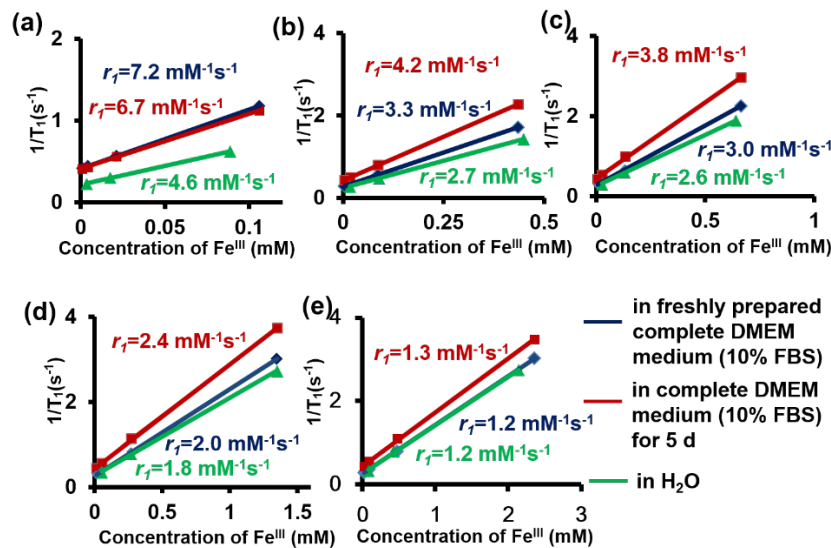 (a)
2
1
0
1/T₁(s⁻¹)
r₁=7.2 mM⁻¹s⁻¹
r₁=6.7 mM⁻¹s⁻¹
r₁=4.6 mM⁻¹s⁻¹
0 0.05 0.1
Concentration of Feᴵᴵᴵ (mM)
(b)
4
2
0
1/T₁(s⁻¹)
r₁=4.2 mM⁻¹s⁻¹
r₁=3.3 mM⁻¹s⁻¹
r₁=2.7 mM⁻¹s⁻¹
0 0.25 0.5
Concentration of Feᴵᴵᴵ (mM)
(c)
4
2
0
1/T₁(s⁻¹)
r₁=3.8 mM⁻¹s⁻¹
r₁=3.0 mM⁻¹s⁻¹
r₁=2.6 mM⁻¹s⁻¹
0 0.5 1
Concentration of Feᴵᴵᴵ (mM)
(d)
4
2
0
1/T₁(s⁻¹)
r₁=2.4 mM⁻¹s⁻¹
r₁=2.0 mM⁻¹s⁻¹
r₁=1.8 mM⁻¹s⁻¹
0 0.5 1 1.5
Concentration of Feᴵᴵᴵ (mM)
(e)
4
2
0
1/T₁(s⁻¹)
r₁=1.3 mM⁻¹s⁻¹
r₁=1.2 mM⁻¹s⁻¹
r₁=1.2 mM⁻¹s⁻¹
0 1 2 3
Concentration of Feᴵᴵᴵ (mM)
in freshly prepared
complete DMEM
medium (10% FBS)
in complete DMEM
medium (10% FBS)
for 5 d
in H₂O